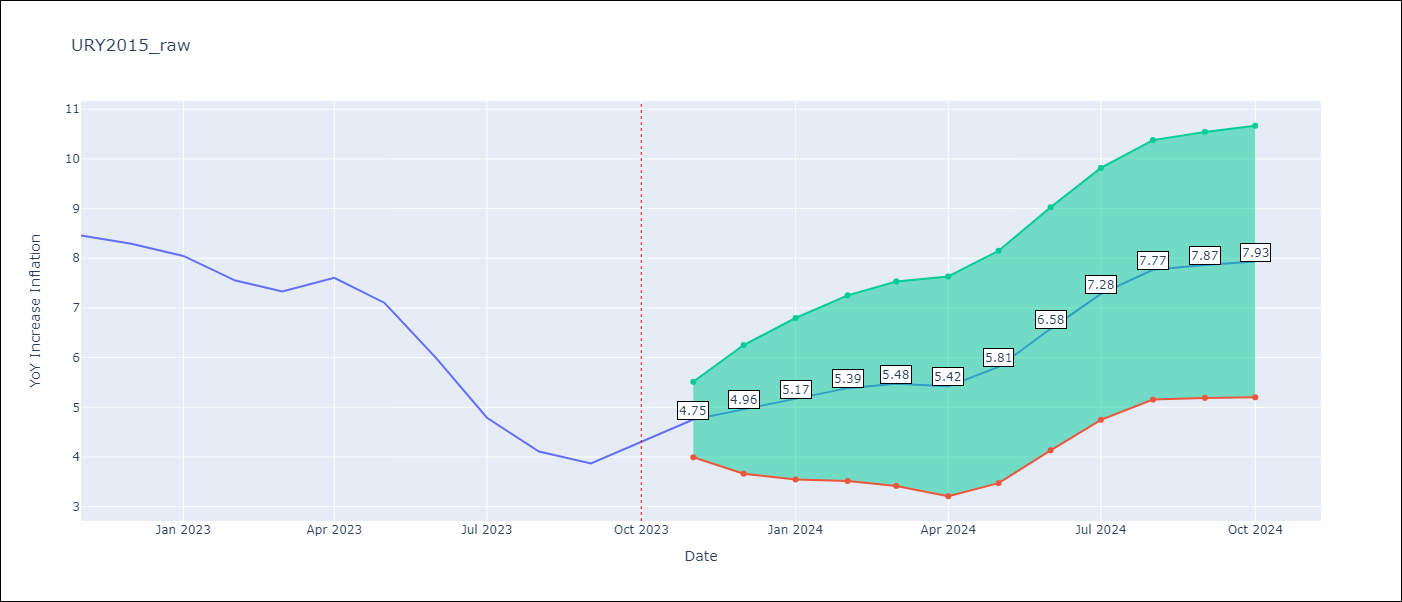 URY2015_raw
YoY Increase Inflation
11
10
9
8
7
6
5
4
3
4.75
4.96
5.17
5.39
5.48
5.42
5.81
6.58
7.28
7.77
7.87
7.93
Jan 2023
Apr 2023
Jul 2023
Oct 2023
Jan 2024
Apr 2024
Jul 2024
Oct 2024
Date